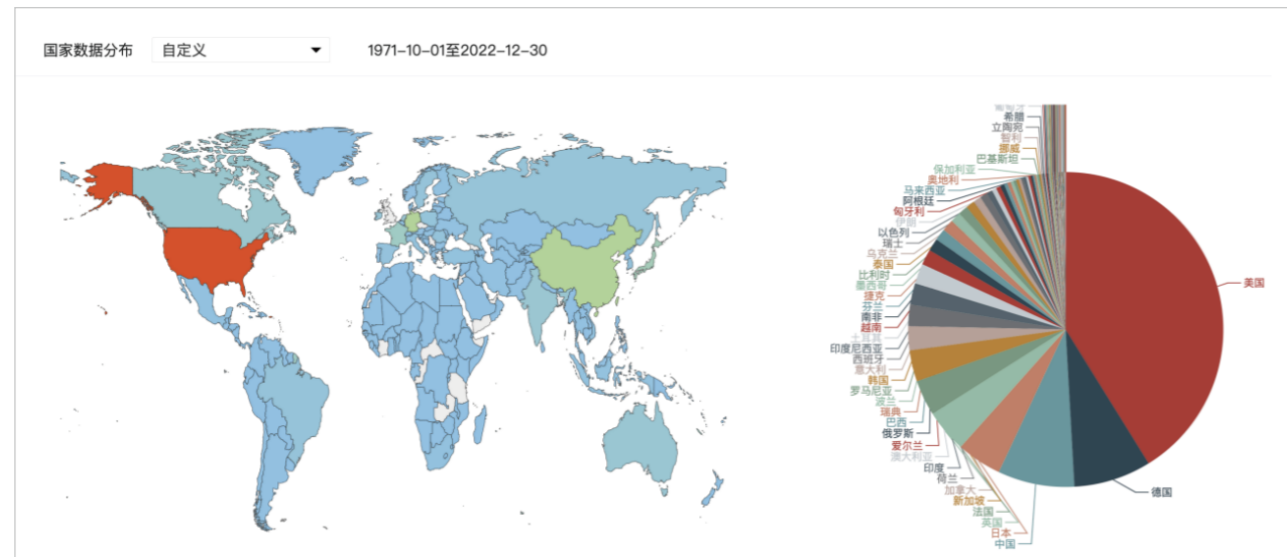 国家数据分布
自定义
1971-10-01至2022-12-30
希腊
立陶宛
智利
挪威
巴基斯坦
保加利亚
奥地利
马来西亚
阿根廷
匈牙利
伊朗
以色列
瑞士
乌克兰
泰国
比利时
墨西哥
捷克
芬兰
南非
越南
土耳其
印度尼西亚
西班牙
意大利
韩国
罗马尼亚
波兰
瑞典
巴西
俄罗斯
爱尔兰
澳大利亚
印度
荷兰
加拿大
新加坡
法国
英国
日本
中国
德国
美国